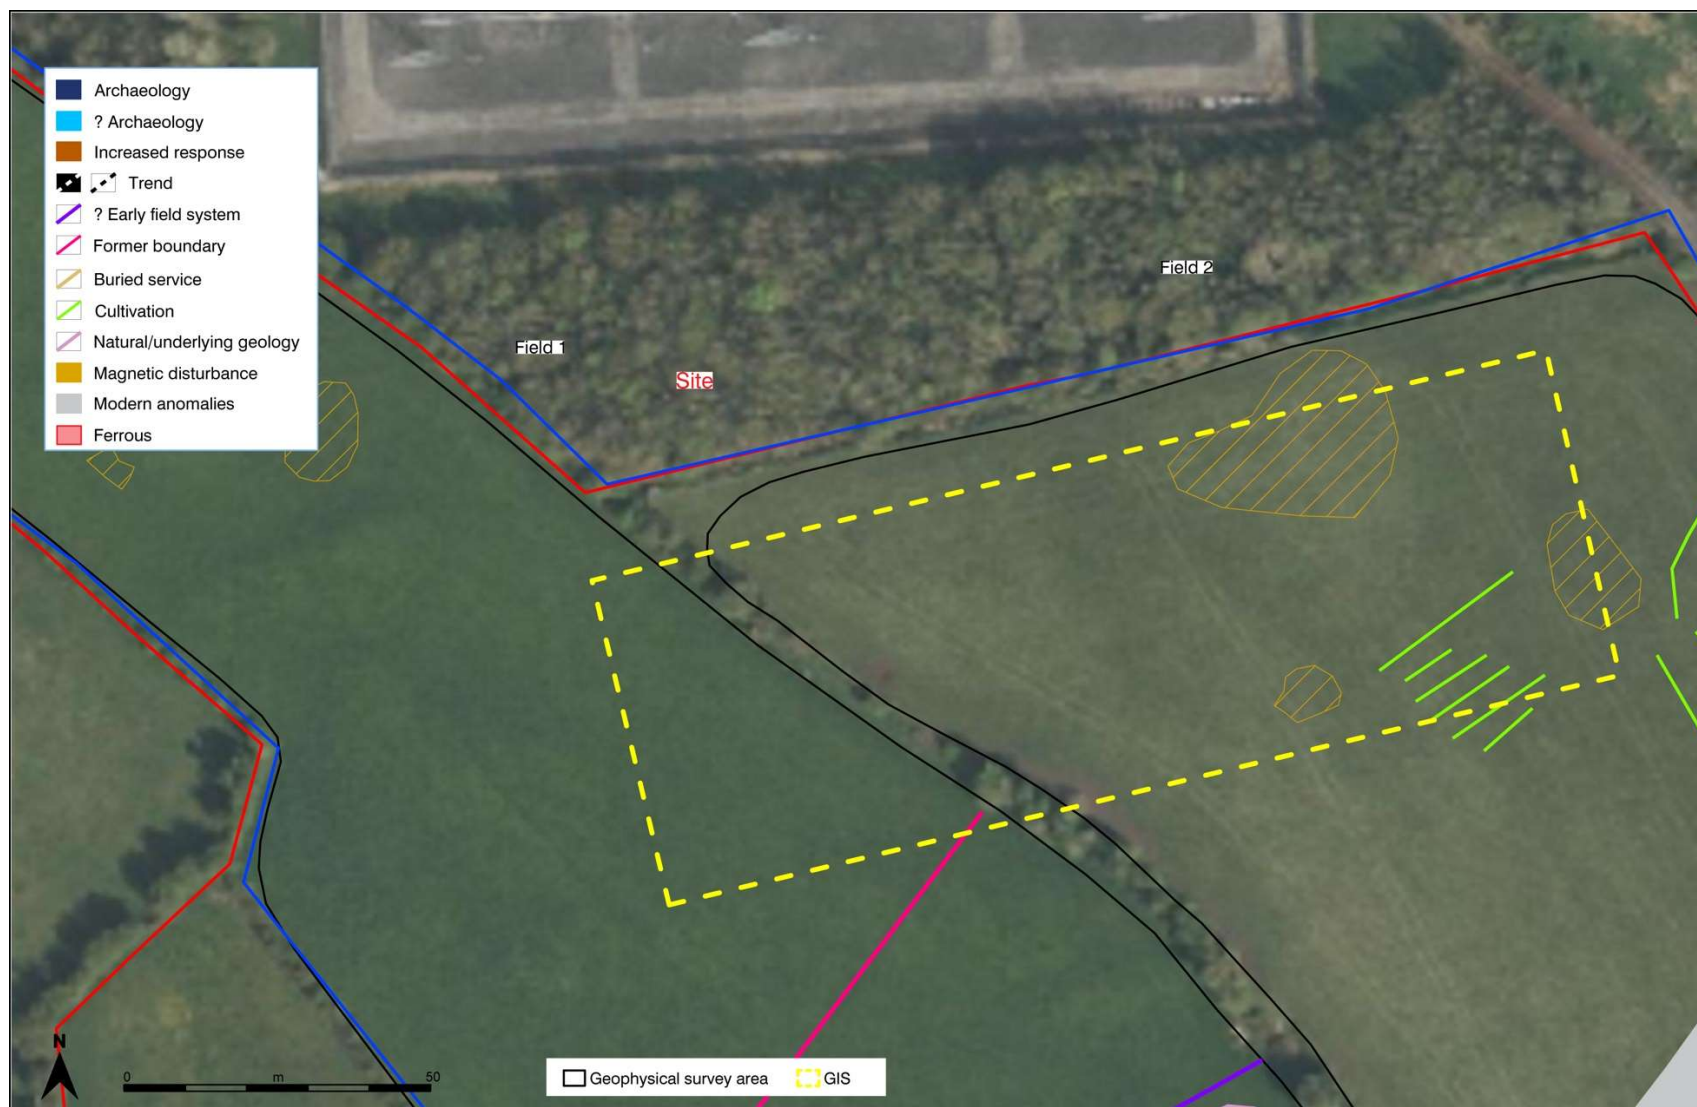 Archaeology
? Archaeology
Increased response
Trend
? Early field system
Former boundary
Buried service
Cultivation
Natural/underlying geology
Magnetic disturbance
Modern anomalies
Ferrous
Field 2
Field 1
Site
N
0 m 50
Geophysical survey area GIS